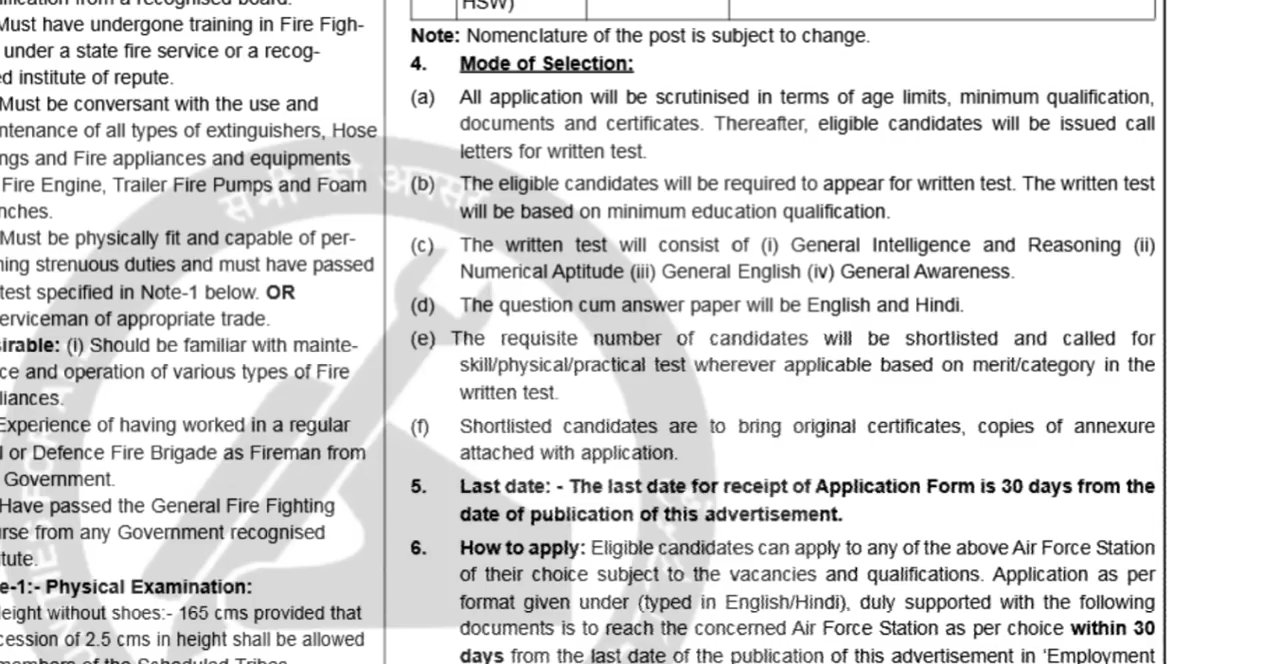 Must have undergone training in Fire Figh-
under a state fire service or a recog-
ed institute of repute.
Must be conversant with the use and
ntenance of all types of extinguishers, Hose
ngs and Fire appliances and equipments
Fire Engine, Trailer Fire Pumps and Foam
nches.
Must be physically fit and capable of per-
ming strenuous duties and must have passed
test specified in Note-1 below. OR
erviceman of appropriate trade.
irable: (i) Should be familiar with mainte-
ce and operation of various types of Fire
liances.
Experience of having worked in a regular
l or Defence Fire Brigade as Fireman from
Government.
Have passed the General Fire Fighting
urse from any Government recognised
tute.
e-1:- Physical Examination:
Height without shoes:- 165 cms provided that
cession of 2.5 cms in height shall be allowed
members of the Scheduled Tribes
HSW)
Note: Nomenclature of the post is subject to change.
4. Mode of Selection:
(a) All application will be scrutinised in terms of age limits, minimum qualification,
documents and certificates. Thereafter, eligible candidates will be issued call
letters for written test.
(b) The eligible candidates will be required to appear for written test. The written test
will be based on minimum education qualification.
(c) The written test will consist of (i) General Intelligence and Reasoning (ii)
Numerical Aptitude (iii) General English (iv) General Awareness.
(d) The question cum answer paper will be English and Hindi.
(e) The requisite number of candidates will be shortlisted and called for
skill/physical/practical test wherever applicable based on merit/category in the
written test.
(f) Shortlisted candidates are to bring original certificates, copies of annexure
attached with application.
5. Last date: - The last date for receipt of Application Form is 30 days from the
date of publication of this advertisement.
6. How to apply: Eligible candidates can apply to any of the above Air Force Station
of their choice subject to the vacancies and qualifications. Application as per
format given under (typed in English/Hindi), duly supported with the following
documents is to reach the concerned Air Force Station as per choice within 30
days from the last date of the publication of this advertisement in 'Employment